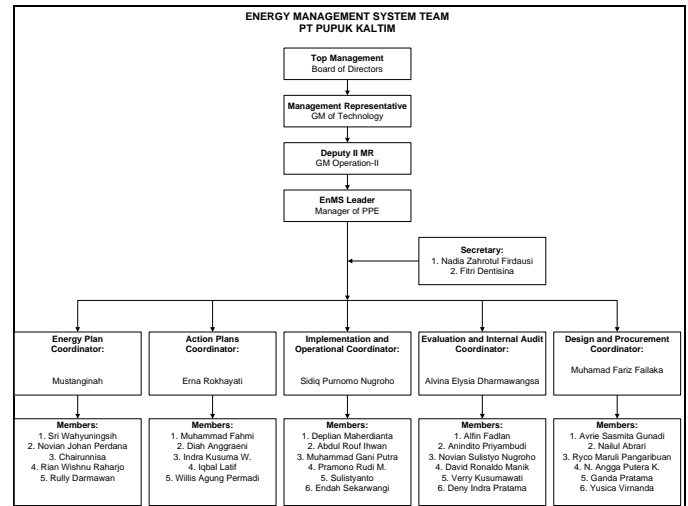 ENERGY MANAGEMENT SYSTEM TEAM
PT PUPUK KALTIM
Top Management
Board of Directors
Management Representative
GM of Technology
Deputy II MR
GM Operation-II
EnMS Leader
Manager of PPE
Secretary:
1. Nadia Zahrotul Firdausi
2. Fitri Dentisina
Energy Plan
Coordinator:
Mustanginah
Action Plans
Coordinator:
Erna Rokhayati
Implementation and
Operational Coordinator:
Sidiq Purnomo Nugroho
Evaluation and Internal Audit
Coordinator:
Alvina Elysia Dharmawangsa
Design and Procurement
Coordinator:
Muhamad Fariz Failaka
Members:
1. Sri Wahyuningsih
2. Novian Johan Perdana
3. Chairunnisa
4. Rian Wishnu Raharjo
5. Rully Darmawan
Members:
1. Muhammad Fahmi
2. Diah Anggraeni
3. Indra Kusuma W.
4. Iqbal Latif
5. Willis Agung Permadi
Members:
1. Deplian Maherdianta
2. Abdul Rouf Ihwan
3. Muhammad Gani Putra
4. Pramono Rudi M.
5. Sulistyanto
6. Endah Sekarwangi
Members:
1. Alfin Fadlan
2. Anindito Priyambudi
3. Novian Sulistyo Nugroho
4. David Ronaldo Manik
5. Verry Kusumawati
6. Deny Indra Pratama
Members:
1. Avrie Sasmita Gunadi
2. Nailul Abrari
3. Ryco Maruli Pangaribuan
4. N. Angga Putera K.
5. Ganda Pratama
6. Yusica Virnanda